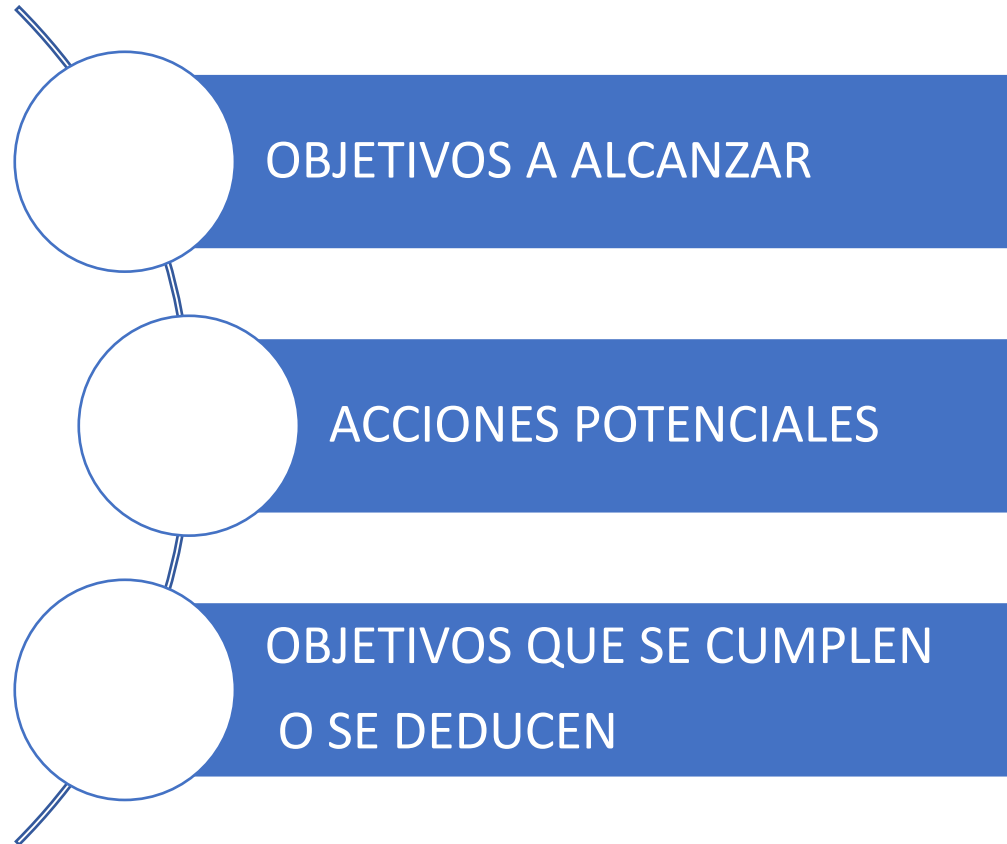 OBJETIVOS A ALCANZAR
ACCIONES POTENCIALES
OBJETIVOS QUE SE CUMPLEN
O SE DEDUCEN